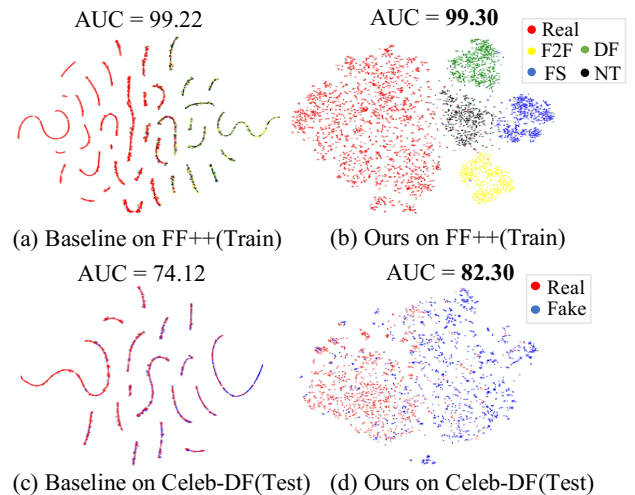 AUC = 99.22
AUC = 99.30
Real
F2F DF
FS NT
(a) Baseline on FF++(Train)
(b) Ours on FF++(Train)
AUC = 74.12
AUC = 82.30
Real
Fake
(c) Baseline on Celeb-DF(Test)
(d) Ours on Celeb-DF(Test)